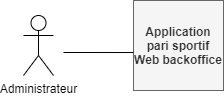 Application
pari sportif
Web backoffice
Administrateur